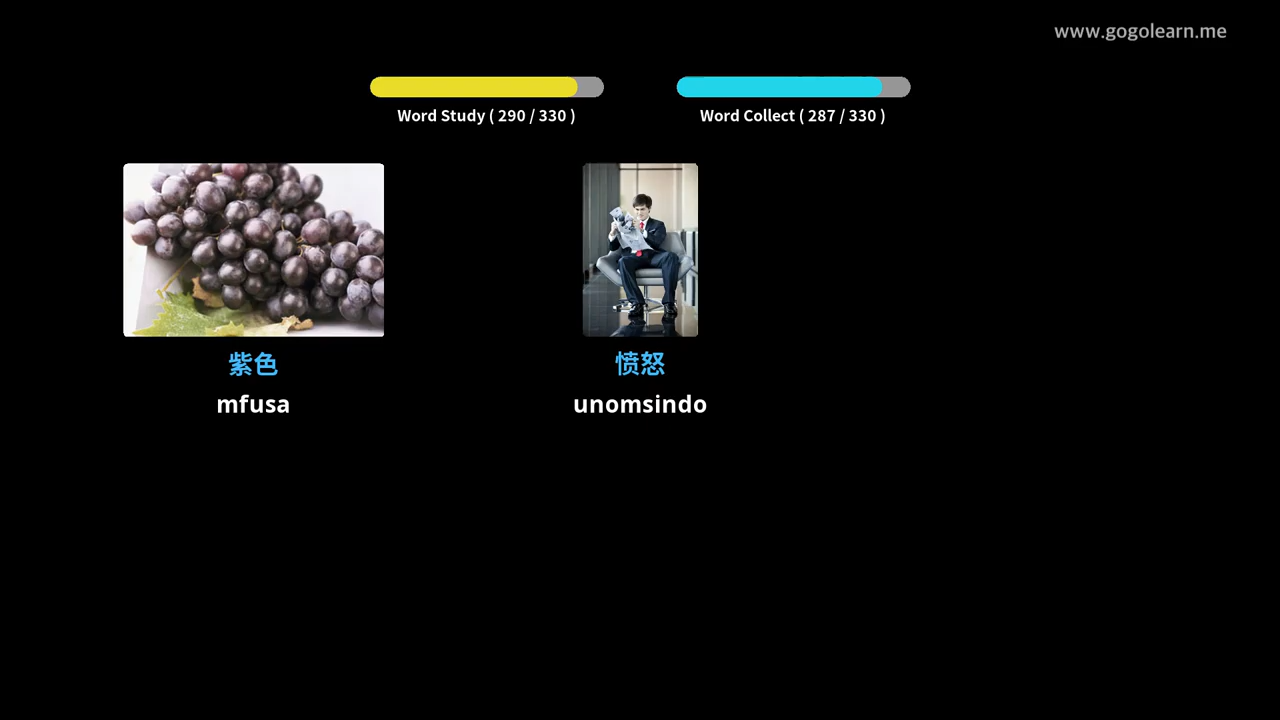 www.gogolearn.me
Word Study ( 290 / 330 )
Word Collect ( 287 / 330 )
紫色
mfusa
愤怒
unomsindo